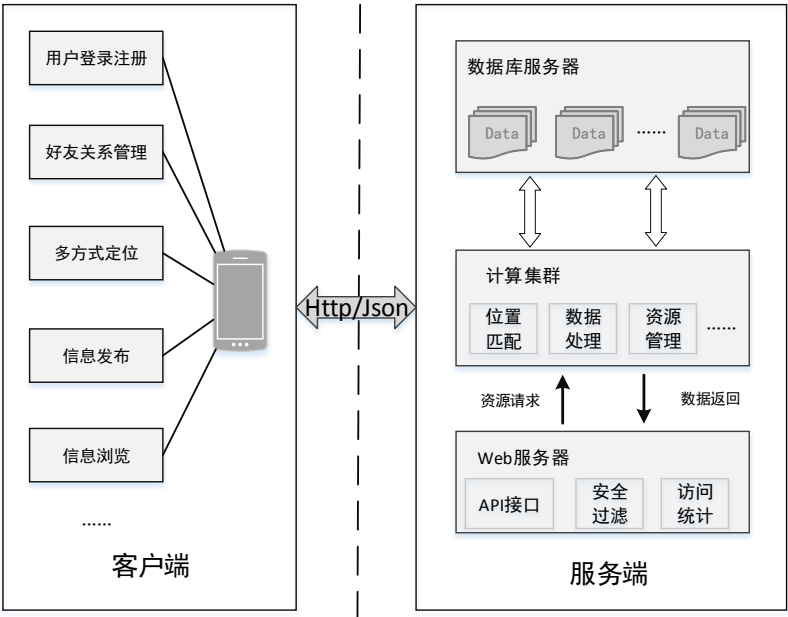 用户登录注册
好友关系管理
多方式定位
信息发布
信息浏览
......
客户端
Http/Json
数据库服务器
Data
Data
......
Data
计算集群
位置
匹配
数据
处理
资源
管理
......
资源请求
数据返回
Web服务器
API接口
安全
过滤
访问
统计
服务端